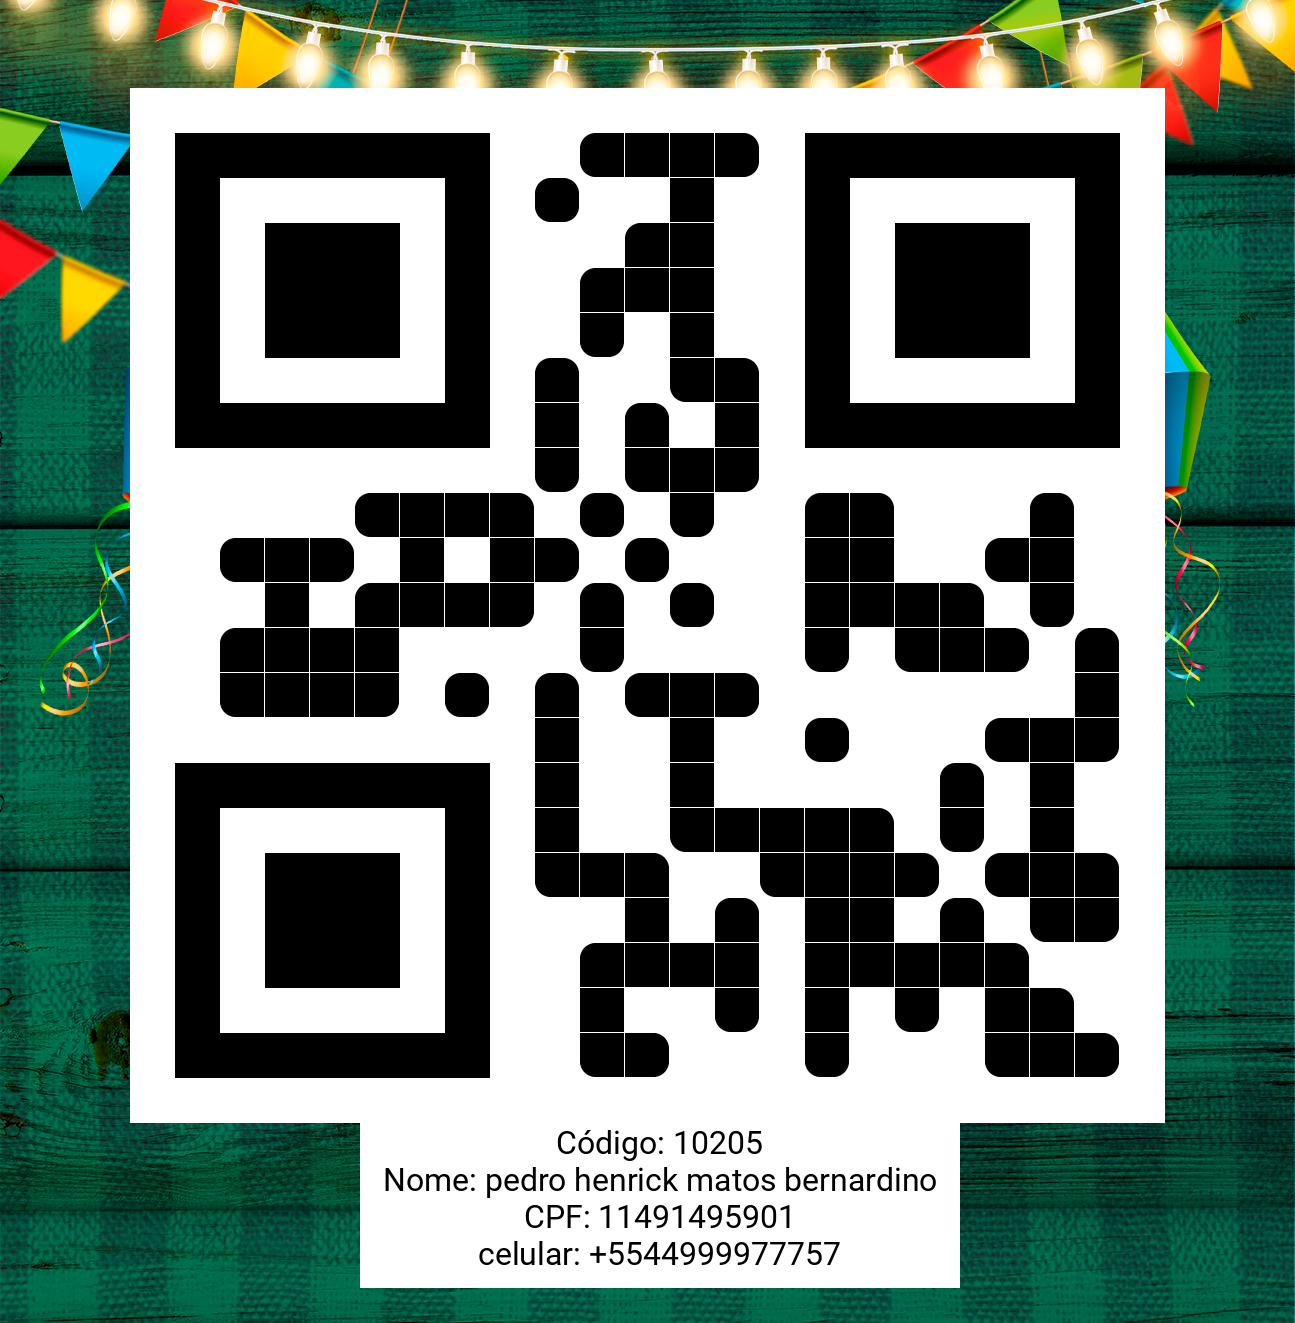 Código: 10205
Nome: pedro henrick matos bernardino
CPF: 11491495901
celular: +5544999977757